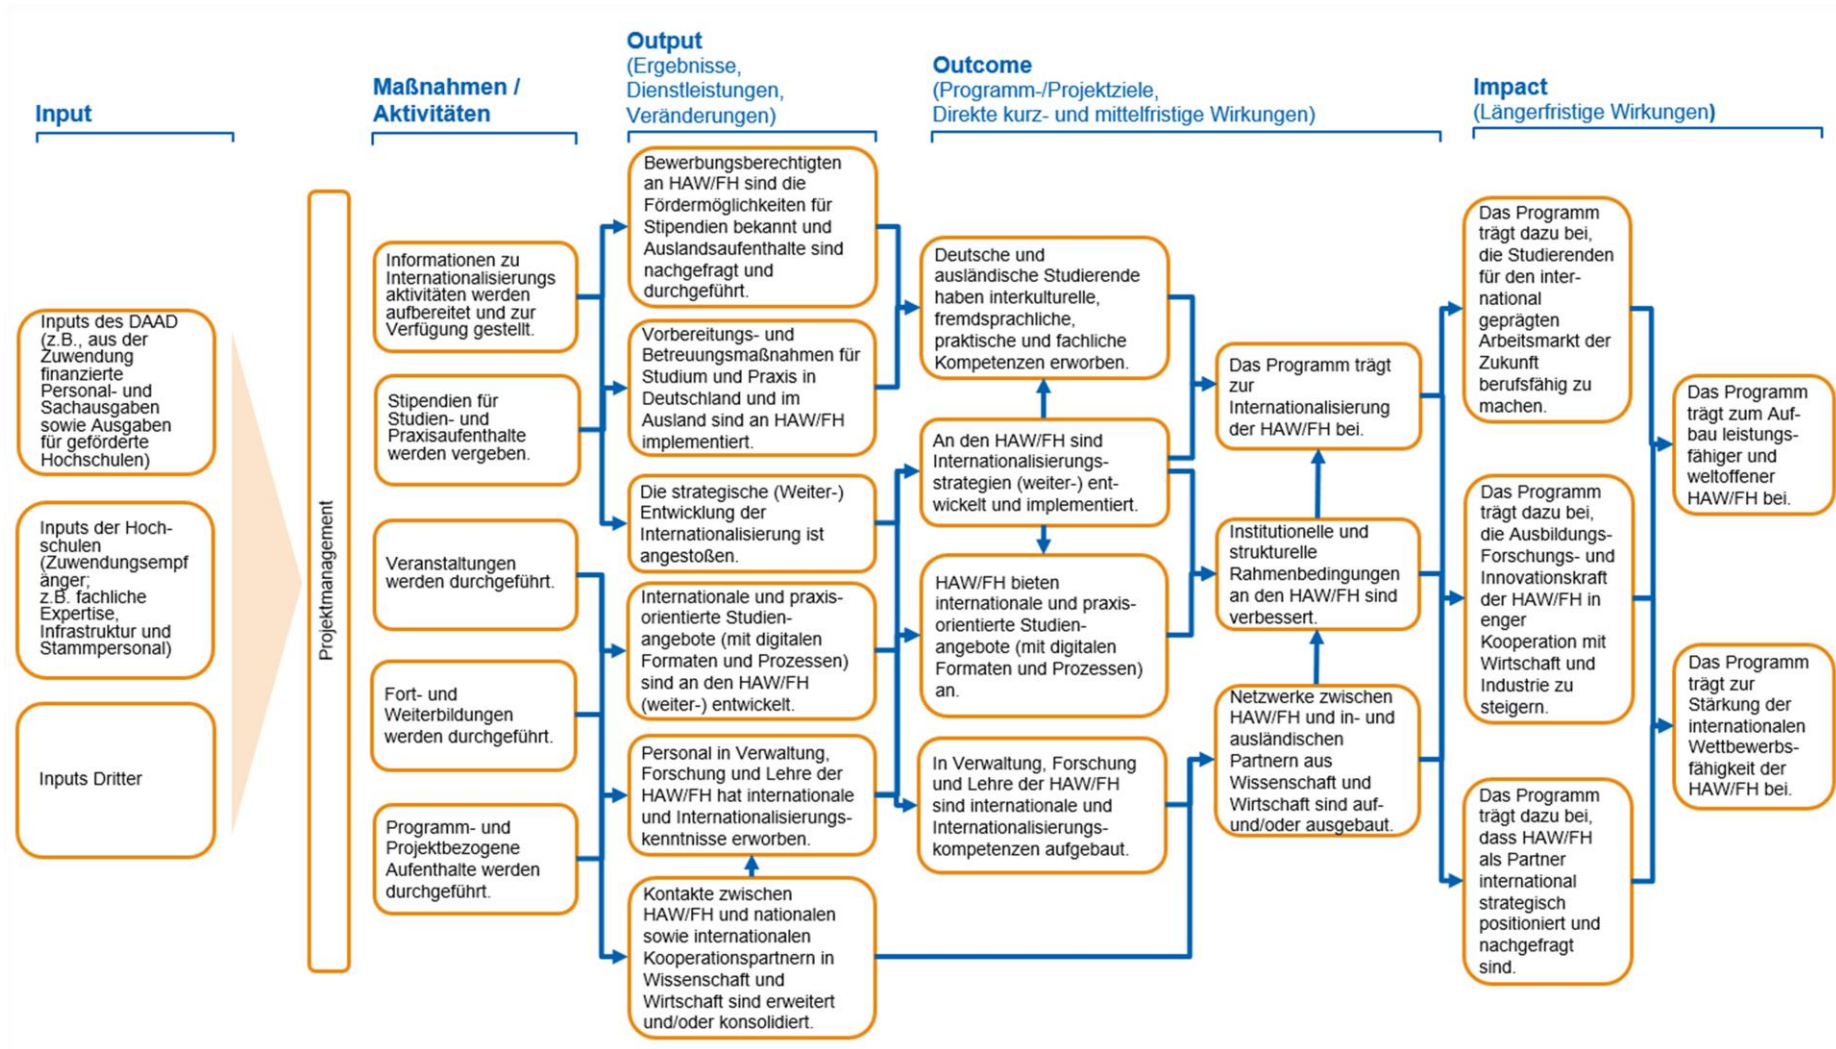 Input
Maßnahmen /
Aktivitäten
Output
(Ergebnisse,
Dienstleistungen,
Veränderungen)
Outcome
(Programm-/Projektziele,
Direkte kurz- und mittelfristige Wirkungen)
Impact
(Längerfristige Wirkungen)
Inputs des DAAD
(z.B., aus der
Zuwendung
finanzierte
Personal- und
Sachausgaben
sowie Ausgaben
für geförderte
Hochschulen)
Inputs der Hoch-
schulen
(Zuwendungsempf
änger;
z.B. fachliche
Expertise,
Infrastruktur und
Stammpersonal)
Inputs Dritter
Projektmanagement
Informationen zu
Internationalisierungs
aktivitäten werden
aufbereitet und zur
Verfügung gestellt.
Stipendien für
Studien- und
Praxisaufenthalte
werden vergeben.
Veranstaltungen
werden durchgeführt.
Fort- und
Weiterbildungen
werden durchgeführt.
Programm- und
Projektbezogene
Aufenthalte werden
durchgeführt.
Bewerbungsberechtigten
an HAW/FH sind die
Fördermöglichkeiten für
Stipendien bekannt und
Auslandsaufenthalte sind
nachgefragt und
durchgeführt.
Vorbereitungs- und
Betreuungsmaßnahmen für
Studium und Praxis in
Deutschland und im
Ausland sind an HAW/FH
implementiert.
Die strategische (Weiter-)
Entwicklung der
Internationalisierung ist
angestoßen.
Internationale und praxis-
orientierte Studien-
angebote (mit digitalen
Formaten und Prozessen)
sind an den HAW/FH
(weiter-) entwickelt.
Personal in Verwaltung,
Forschung und Lehre der
HAW/FH hat internationale
und Internationalisierungs-
kenntnisse erworben.
Kontakte zwischen
HAW/FH und nationalen
sowie internationalen
Kooperationspartnern in
Wissenschaft und
Wirtschaft sind erweitert
und/oder konsolidiert.
Deutsche und
ausländische Studierende
haben interkulturelle,
fremdsprachliche,
praktische und fachliche
Kompetenzen erworben.
An den HAW/FH sind
Internationalisierungs-
strategien (weiter-) ent-
wickelt und implementiert.
HAW/FH bieten
internationale und praxis-
orientierte Studien-
angebote (mit digitalen
Formaten und Prozessen)
an.
In Verwaltung, Forschung
und Lehre der HAW/FH
sind internationale und
Internationalisierungs-
kompetenzen aufgebaut.
Das Programm trägt
zur
Internationalisierung
der HAW/FH bei.
Institutionelle und
strukturelle
Rahmenbedingungen
an den HAW/FH sind
verbessert.
Netzwerke zwischen
HAW/FH und in- und
ausländischen
Partnern aus
Wissenschaft und
Wirtschaft sind auf-
und/oder ausgebaut.
Das Programm
trägt dazu bei,
die Studierenden
für den inter-
national
geprägten
Arbeitsmarkt der
Zukunft
berufsfähig zu
machen.
Das Programm
trägt dazu bei,
die Ausbildungs-
Forschungs- und
Innovationskraft
der HAW/FH in
enger
Kooperation mit
Wirtschaft und
Industrie zu
steigern.
Das Programm
trägt dazu bei,
dass HAW/FH
als Partner
international
strategisch
positioniert und
nachgefragt
sind.
Das Programm
trägt zum Auf-
bau leistungs-
fähiger und
weltoffener
HAW/FH bei.
Das Programm
trägt zur
Stärkung der
internationalen
Wettbewerbs-
fähigkeit der
HAW/FH bei.